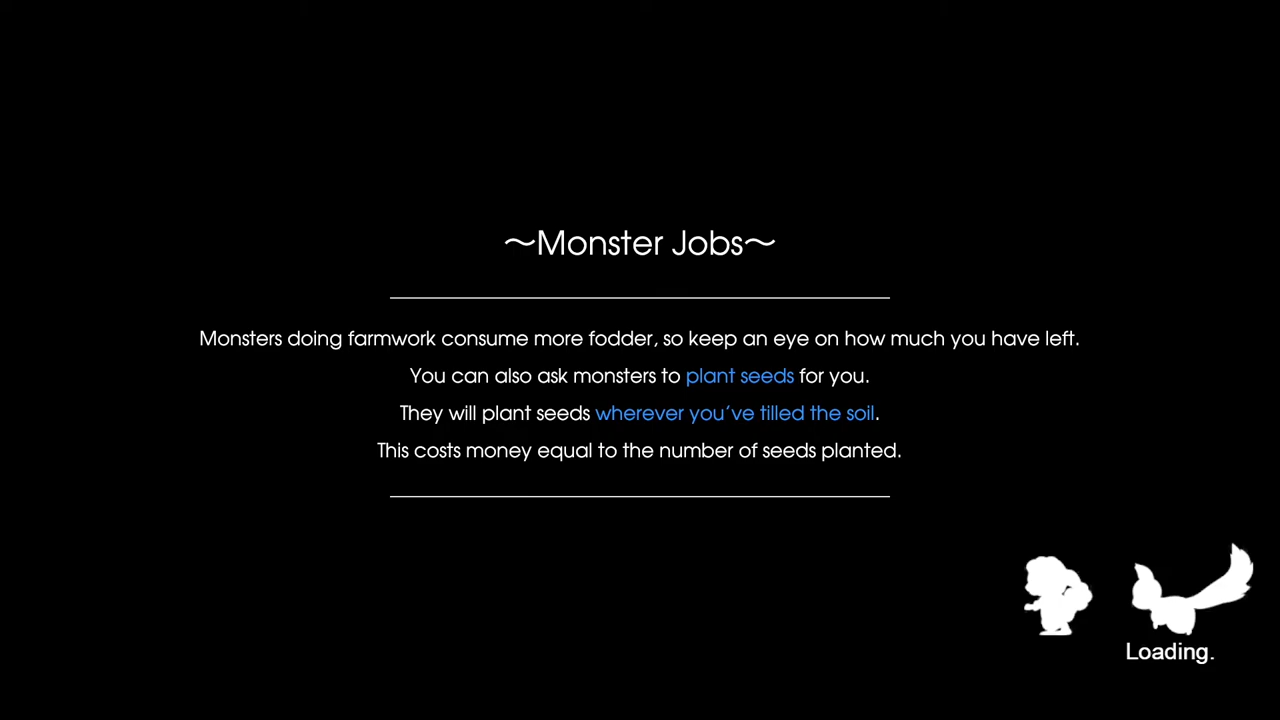 ～Monster Jobs～
Monsters doing farmwork consume more fodder, so keep an eye on how much you have left.
You can also ask monsters to plant seeds for you.
They will plant seeds wherever you've tilled the soil.
This costs money equal to the number of seeds planted.
Loading.